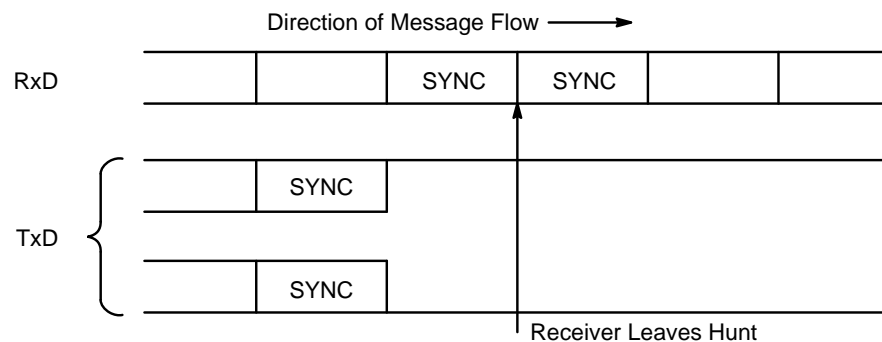 Direction of Message Flow
RxD
SYNC SYNC
SYNC
TxD
SYNC
Receiver Leaves Hunt